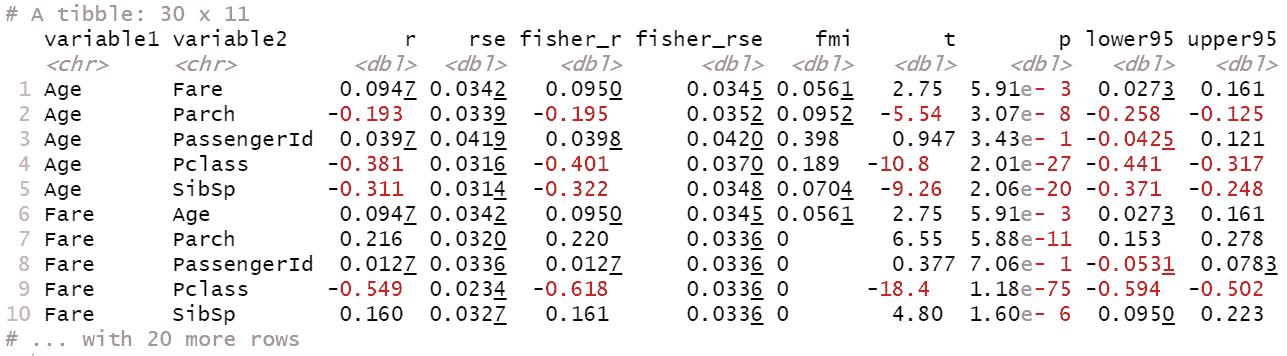 # A tibble: 30 x 11
variable1 variable2 r rse fisher_r fisher_rse fmi t p lower95 upper95
<chr> <chr> <dbl> <dbl> <dbl> <dbl> <dbl> <dbl> <dbl> <dbl> <dbl>
1 Age Fare 0.0947 0.0342 0.0950 0.0345 0.0561 2.75 5.91e- 3 0.0273 0.161
2 Age Parch -0.193 0.0339 -0.195 0.0352 0.0952 -5.54 3.07e- 8 -0.258 -0.125
3 Age PassengerId 0.0397 0.0419 0.0398 0.0420 0.398 0.947 3.43e- 1 -0.0425 0.121
4 Age Pclass -0.381 0.0316 -0.401 0.0370 0.189 -10.8 2.01e-27 -0.441 -0.317
5 Age SibSp -0.311 0.0314 -0.322 0.0348 0.0704 -9.26 2.06e-20 -0.371 -0.248
6 Fare Age 0.0947 0.0342 0.0950 0.0345 0.0561 2.75 5.91e- 3 0.0273 0.161
7 Fare Parch 0.216 0.0320 0.220 0.0336 0 6.55 5.88e-11 0.153 0.278
8 Fare PassengerId 0.0127 0.0336 0.0127 0.0336 0 0.377 7.06e- 1 -0.0531 0.0783
9 Fare Pclass -0.549 0.0234 -0.618 0.0336 0 -18.4 1.18e-75 -0.594 -0.502
10 Fare SibSp 0.160 0.0327 0.161 0.0336 0 4.80 1.60e- 6 0.0950 0.223
# ... with 20 more rows